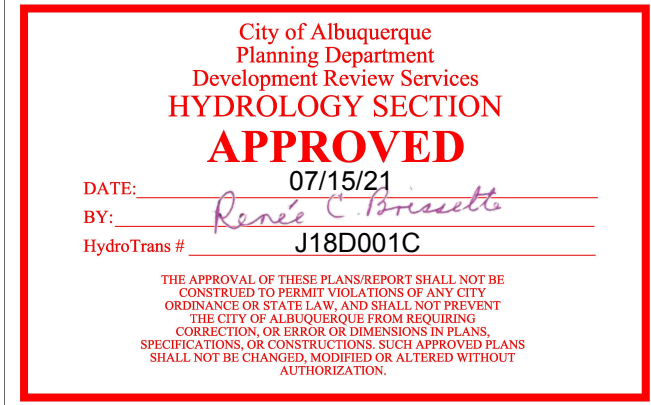 City of Albuquerque
Planning Department
Development Review Services
HYDROLOGY SECTION
APPROVED
DATE: 07/15/21
BY: Renée C. Brissette
HydroTrans # J18D001C
THE APPROVAL OF THESE PLANS/REPORT SHALL NOT BE
CONSTRUED TO PERMIT VIOLATIONS OF ANY CITY
ORDINANCE OR STATE LAW, AND SHALL NOT PREVENT
THE CITY OF ALBUQUERQUE FROM REQUIRING
CORRECTION, OR ERROR OR DIMENSIONS IN PLANS,
SPECIFICATIONS, OR CONSTRUCTIONS. SUCH APPROVED PLANS
SHALL NOT BE CHANGED, MODIFIED OR ALTERED WITHOUT
AUTHORIZATION.